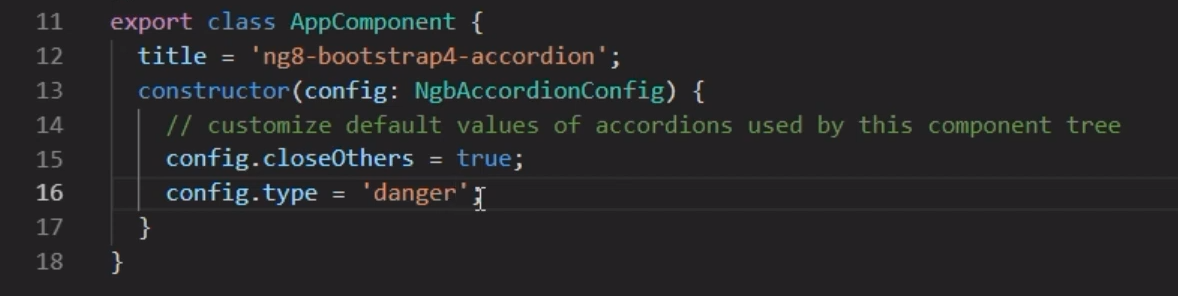 11 export class AppComponent {
12 title = 'ng8-bootstrap4-accordion';
13 constructor(config: NgbAccordionConfig) {
14 // customize default values of accordions used by this component tree
15 config.closeOthers = true;
16 config.type = 'danger';
17 }
18 }